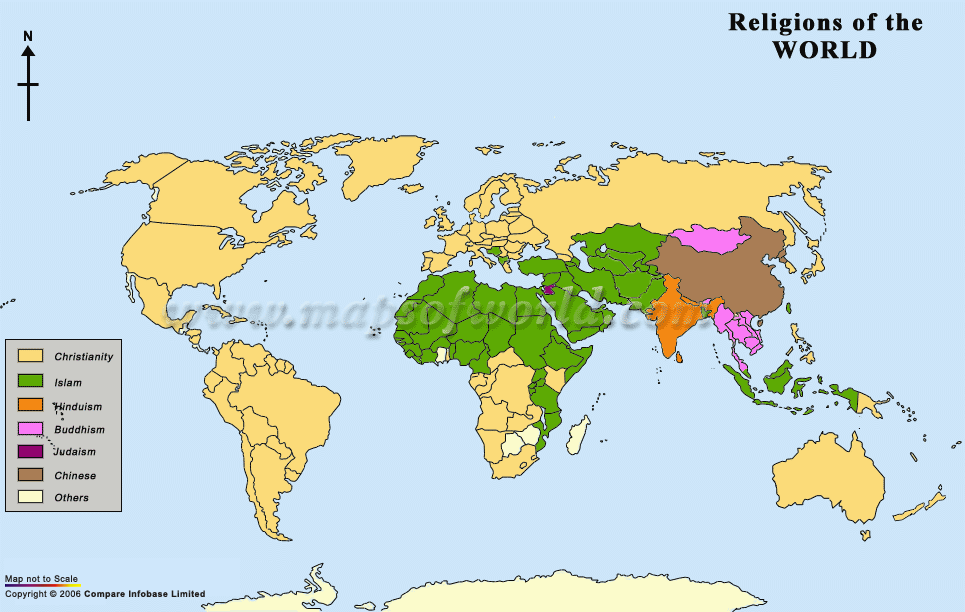 Religions of the
WORLD
N
www.mapsofworld.com
Christianity
Islam
Hinduism
Buddhism
Judaism
Chinese
Others
Map not to Scale
Copyright © 2006 Compare Infobase Limited